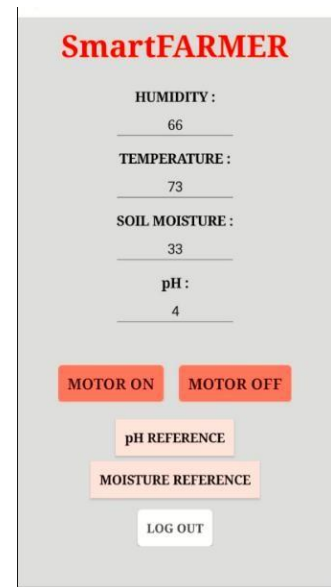 SmartFARMER
HUMIDITY :
66
TEMPERATURE :
73
SOIL MOISTURE :
33
pH :
4
MOTOR ON MOTOR OFF
pH REFERENCE
MOISTURE REFERENCE
LOG OUT